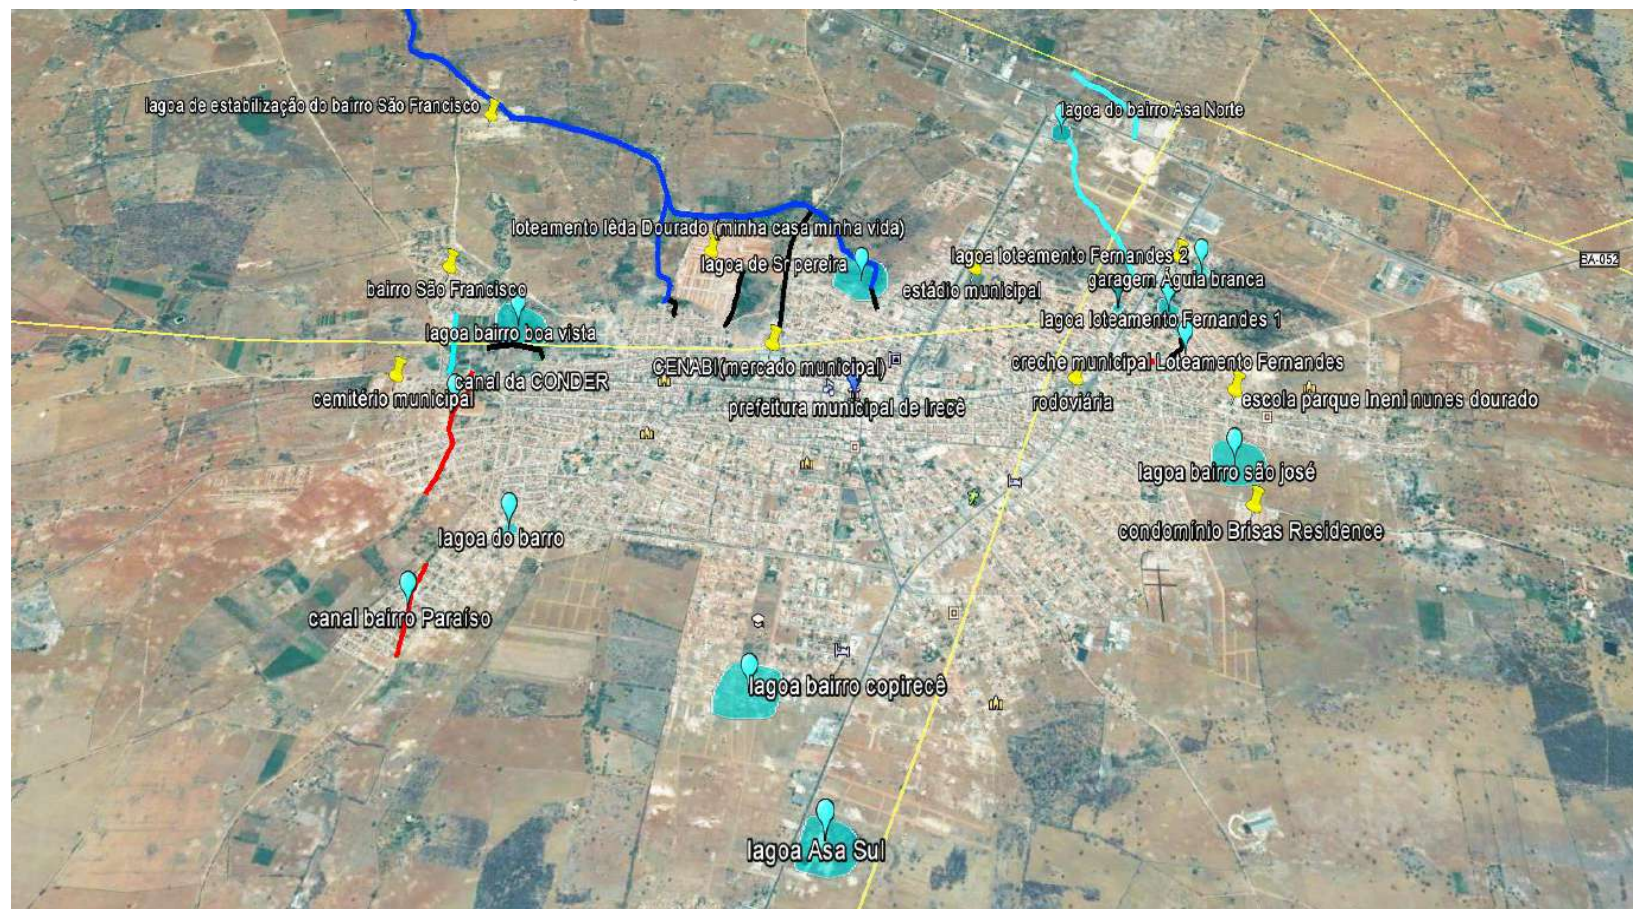 lagoa de estabilização do bairro São Francisco
lagoa do bairro Asa Norte
loteamento Iêda Dourado (minha casa minha vida)
lagoa de Sr pereira
lagoa loteamento Fernandes 2
BA-052
garagem Águia branca
bairro São Francisco
estádio municipal
lagoa loteamento Fernandes 1
lagoa bairro boa vista
CENABI(mercado municipal)
creche municipal Loteamento Fernandes
canal da CONDER
cemitério municipal
prefeitura municipal de Irecê
rodoviária
escola parque Ineni nunes dourado
lagoa bairro são josé
lagoa do barro
condomínio Brisas Residence
canal bairro Paraíso
lagoa bairro copirecê
lagoa Asa Sul